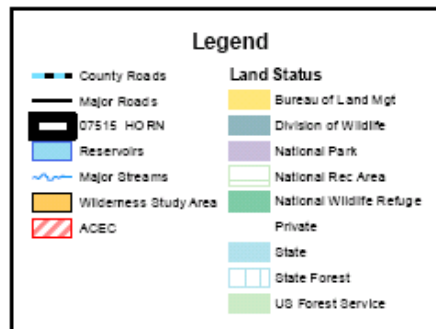 Legend
County Roads
Major Roads
07515 HORN
Reservoirs
Major Streams
Wilderness Study Area
ACEC
Land Status
Bureau of Land Mgt
Division of Wildlife
National Park
National Rec Area
National Wildlife Refuge
Private
State
State Forest
US Forest Service